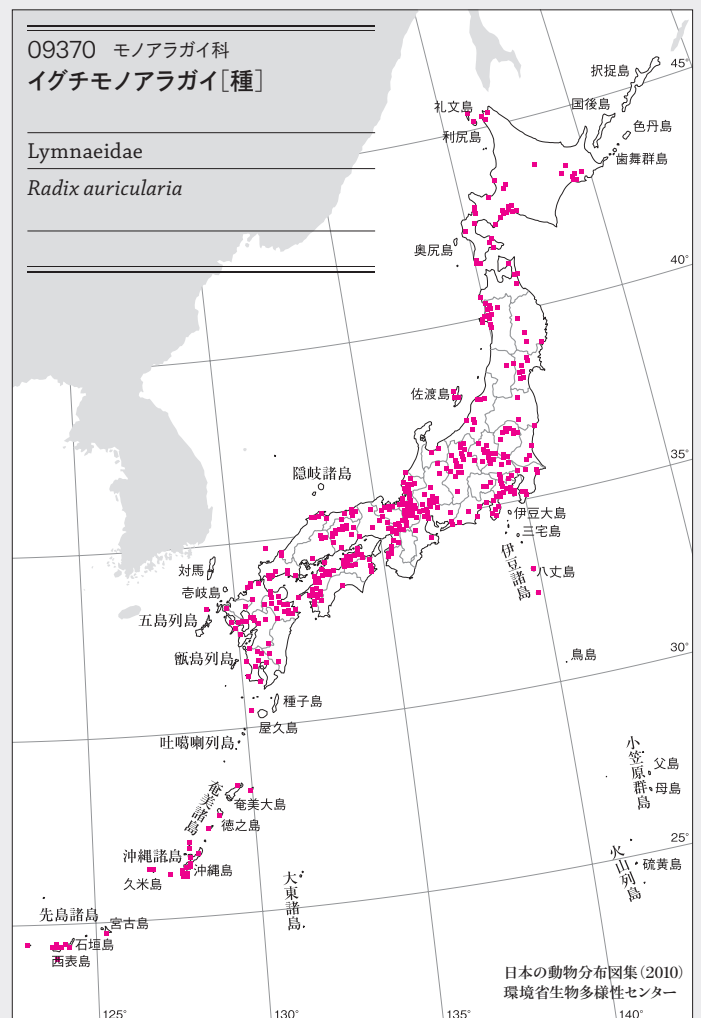 09370 モノアラガイ科
イグチモノアラガイ[種]
Lymnaeidae
Radix auricularia
45°
択捉島
礼文島
国後島
色丹島
利尻島
歯舞群島
奥尻島
40°
佐渡島
35°
隠岐諸島
伊豆大島
三宅島
伊豆諸島
対馬
八丈島
壱岐島
五島列島
甑島列島
鳥島
30°
種子島
屋久島
吐噶喇列島
小笠原群島
父島
母島
奄美諸島
奄美大島
徳之島
25°
沖縄諸島
沖縄島
久米島
火山列島
硫黄島
大東諸島
先島諸島
宮古島
石垣島
西表島
日本の動物分布図集(2010)
環境省生物多様性センター
125°
130°
135°
140°